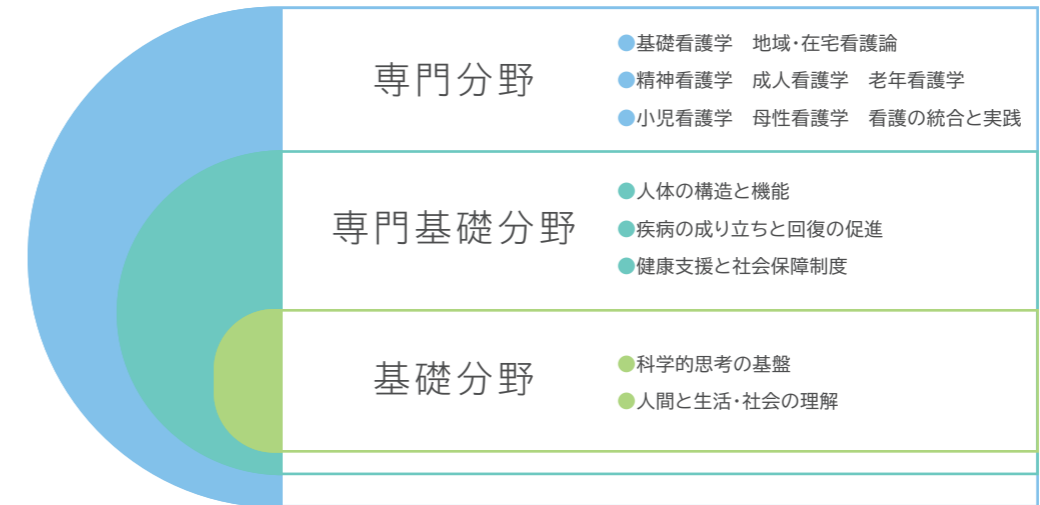 専門分野
●基礎看護学　地域・在宅看護論
●精神看護学　成人看護学　老年看護学
●小児看護学　母性看護学　看護の統合と実践
専門基礎分野
●人体の構造と機能
●疾病の成り立ちと回復の促進
●健康支援と社会保障制度
基礎分野
●科学的思考の基盤
●人間と生活・社会の理解